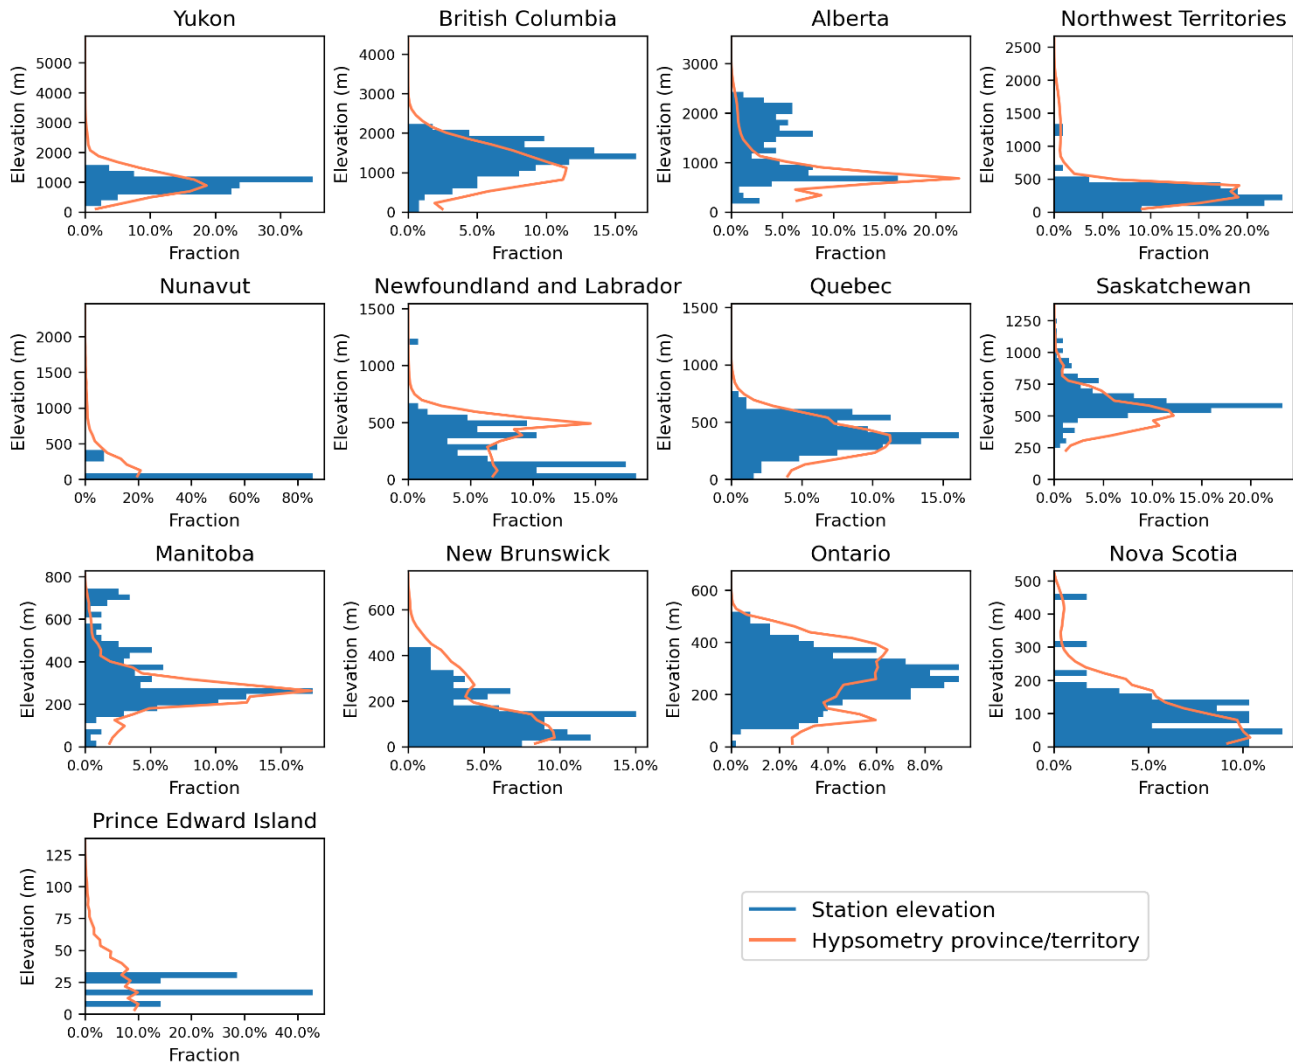 Yukon
Elevation (m)
5000
4000
3000
2000
1000
0
0.0% 10.0% 20.0% 30.0%
Fraction
British Columbia
Elevation (m)
4000
3000
2000
1000
0
0.0% 5.0% 10.0% 15.0%
Fraction
Alberta
Elevation (m)
3000
2000
1000
0
0.0% 5.0% 10.0% 15.0% 20.0%
Fraction
Northwest Territories
Elevation (m)
2500
2000
1500
1000
500
0
0.0% 5.0% 10.0% 15.0% 20.0%
Fraction
Nunavut
Elevation (m)
2000
1500
1000
500
0
0% 20% 40% 60% 80%
Fraction
Newfoundland and Labrador
Elevation (m)
1500
1000
500
0
0.0% 5.0% 10.0% 15.0%
Fraction
Quebec
Elevation (m)
1500
1000
500
0
0.0% 5.0% 10.0% 15.0%
Fraction
Saskatchewan
Elevation (m)
1250
1000
750
500
250
0
0.0% 5.0% 10.0% 15.0% 20.0%
Fraction
Manitoba
Elevation (m)
800
600
400
200
0
0.0% 5.0% 10.0% 15.0%
Fraction
New Brunswick
Elevation (m)
600
400
200
0
0.0% 5.0% 10.0% 15.0%
Fraction
Ontario
Elevation (m)
600
400
200
0
0.0% 2.0% 4.0% 6.0% 8.0%
Fraction
Nova Scotia
Elevation (m)
500
400
300
200
100
0
0.0% 5.0% 10.0%
Fraction
Prince Edward Island
Elevation (m)
125
100
75
50
25
0
0.0% 10.0% 20.0% 30.0% 40.0%
Fraction
Station elevation
Hypsometry province/territory